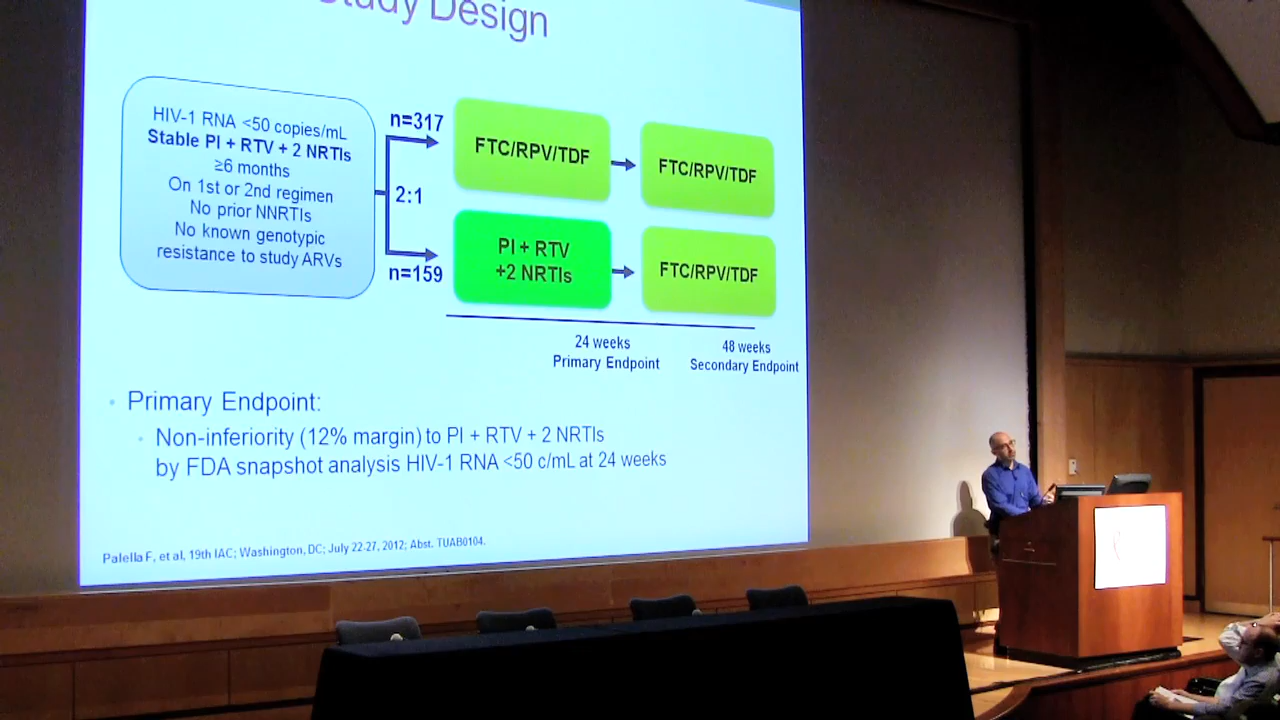 Study Design
HIV-1 RNA <50 copies/mL
Stable PI + RTV + 2 NRTIs
≥6 months
On 1st or 2nd regimen
No prior NNRTIs
No known genotypic
resistance to study ARVs
n=317
2:1
n=159
FTC/RPV/TDF
FTC/RPV/TDF
PI + RTV
+2 NRTIs
FTC/RPV/TDF
24 weeks
Primary Endpoint
48 weeks
Secondary Endpoint
• Primary Endpoint:
• Non-inferiority (12% margin) to PI + RTV + 2 NRTIs
by FDA snapshot analysis HIV-1 RNA <50 c/mL at 24 weeks
Palella F, et al, 19th IAC; Washington, DC; July 22-27, 2012; Abst. TUAB0104.